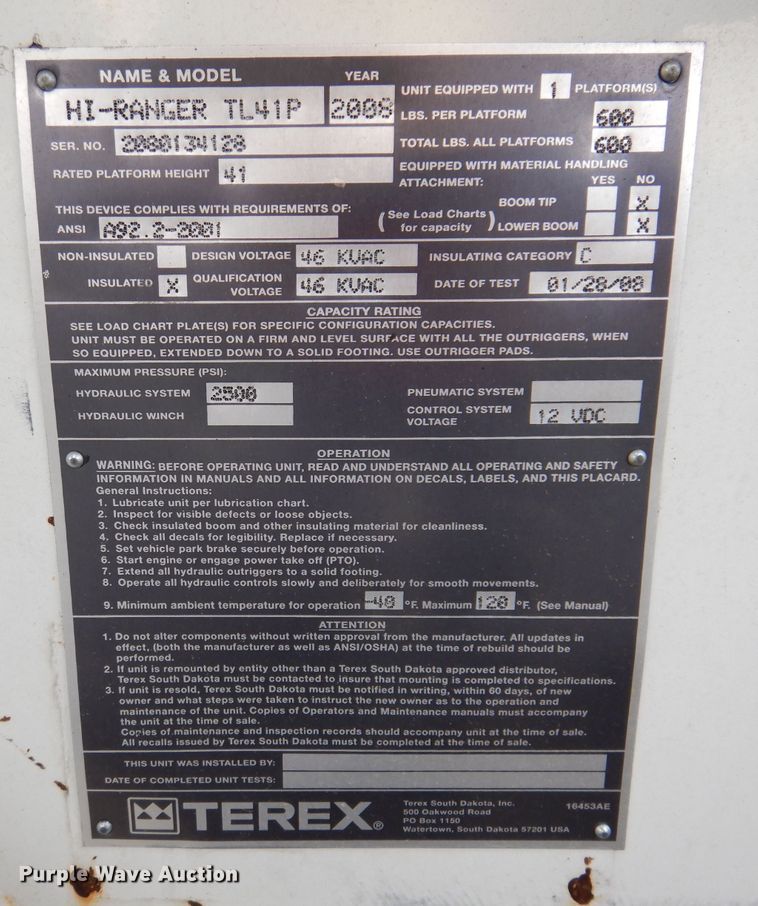 NAME & MODEL YEAR
HI-RANGER TL41P 2008
UNIT EQUIPPED WITH 1 PLATFORM(S)
LBS. PER PLATFORM 600
SER. NO. 2080134128
TOTAL LBS. ALL PLATFORMS 600
RATED PLATFORM HEIGHT 41
EQUIPPED WITH MATERIAL HANDLING
ATTACHMENT: YES NO
BOOM TIP X
THIS DEVICE COMPLIES WITH REQUIREMENTS OF:
(See Load Charts for capacity) LOWER BOOM X
ANSI A92.2-2001
NON-INSULATED DESIGN VOLTAGE 46 KVAC INSULATING CATEGORY C
INSULATED X QUALIFICATION VOLTAGE 46 KVAC DATE OF TEST 01/28/08
CAPACITY RATING
SEE LOAD CHART PLATE(S) FOR SPECIFIC CONFIGURATION CAPACITIES.
UNIT MUST BE OPERATED ON A FIRM AND LEVEL SURFACE WITH ALL THE OUTRIGGERS, WHEN
SO EQUIPPED, EXTENDED DOWN TO A SOLID FOOTING. USE OUTRIGGER PADS.
MAXIMUM PRESSURE (PSI):
HYDRAULIC SYSTEM 2500 PNEUMATIC SYSTEM
HYDRAULIC WINCH CONTROL SYSTEM VOLTAGE 12 VDC
OPERATION
WARNING: BEFORE OPERATING UNIT, READ AND UNDERSTAND ALL OPERATING AND SAFETY
INFORMATION IN MANUALS AND ALL INFORMATION ON DECALS, LABELS, AND THIS PLACARD.
General Instructions:
1. Lubricate unit per lubrication chart.
2. Inspect for visible defects or loose objects.
3. Check insulated boom and other insulating material for cleanliness.
4. Check all decals for legibility. Replace if necessary.
5. Set vehicle park brake securely before operation.
6. Start engine or engage power take off (PTO).
7. Extend all hydraulic outriggers to a solid footing.
8. Operate all hydraulic controls slowly and deliberately for smooth movements.
9. Minimum ambient temperature for operation -40 °F. Maximum 120 °F. (See Manual)
ATTENTION
1. Do not alter components without written approval from the manufacturer. All updates in
effect, (both the manufacturer as well as ANSI/OSHA) at the time of rebuild should be
performed.
2. If unit is remounted by entity other than a Terex South Dakota approved distributor,
Terex South Dakota must be contacted to insure that mounting is completed to specifications.
3. If unit is resold, Terex South Dakota must be notified in writing, within 60 days, of new
owner and what steps were taken to instruct the new owner as to the operation and
maintenance of the unit. Copies of Operators and Maintenance manuals must accompany
the unit at the time of sale.
Copies of maintenance and inspection records should accompany unit at the time of sale.
All recalls issued by Terex South Dakota must be completed at the time of sale.
THIS UNIT WAS INSTALLED BY:
DATE OF COMPLETED UNIT TESTS:
TEREX®
Terex South Dakota, Inc. 16453AE
500 Oakwood Road
PO Box 1150
Watertown, South Dakota 57201 USA
Purple Wave Auction